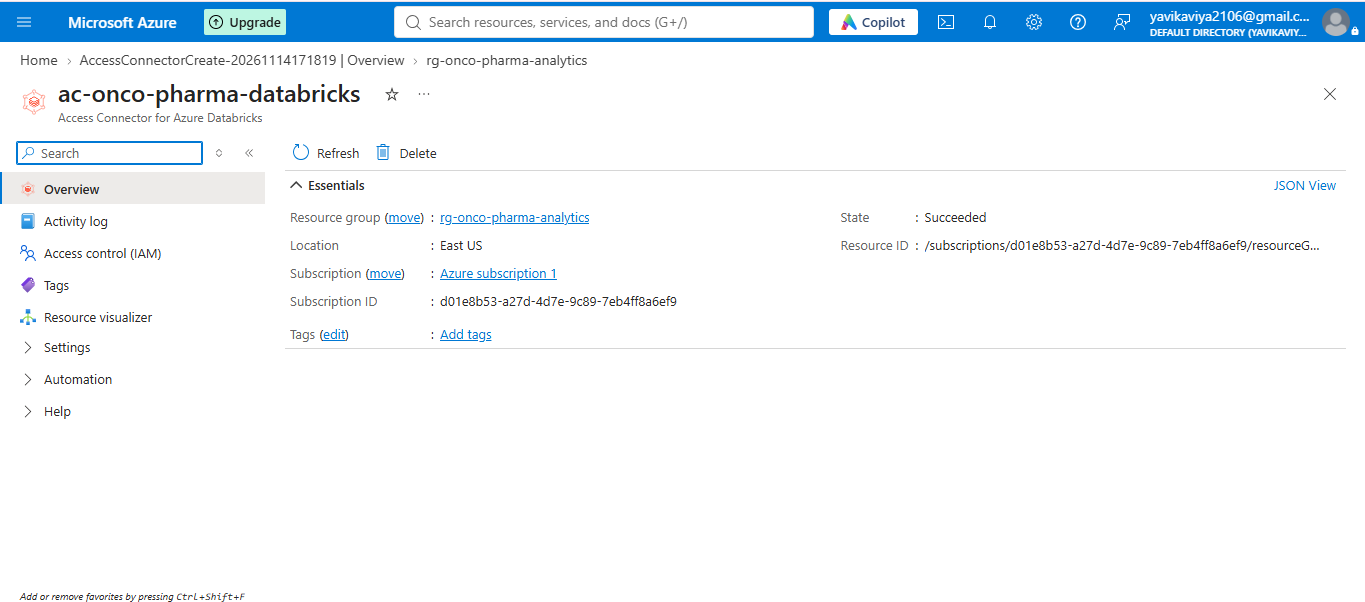 Microsoft Azure
Upgrade
Search resources, services, and docs (G+/)
Copilot
yavikaviya2106@gmail.c...
DEFAULT DIRECTORY (YAVIKAVIY...
Home > AccessConnectorCreate-20261114171819 | Overview > rg-onco-pharma-analytics
ac-onco-pharma-databricks
Access Connector for Azure Databricks
Search
Refresh
Delete
Overview
Activity log
Access control (IAM)
Tags
Resource visualizer
Settings
Automation
Help
Essentials
JSON View
Resource group (move) : rg-onco-pharma-analytics
Location : East US
Subscription (move) : Azure subscription 1
Subscription ID : d01e8b53-a27d-4d7e-9c89-7eb4ff8a6ef9
Tags (edit) : Add tags
State : Succeeded
Resource ID : /subscriptions/d01e8b53-a27d-4d7e-9c89-7eb4ff8a6ef9/resourceG...
Add or remove favorites by pressing Ctrl+Shift+F